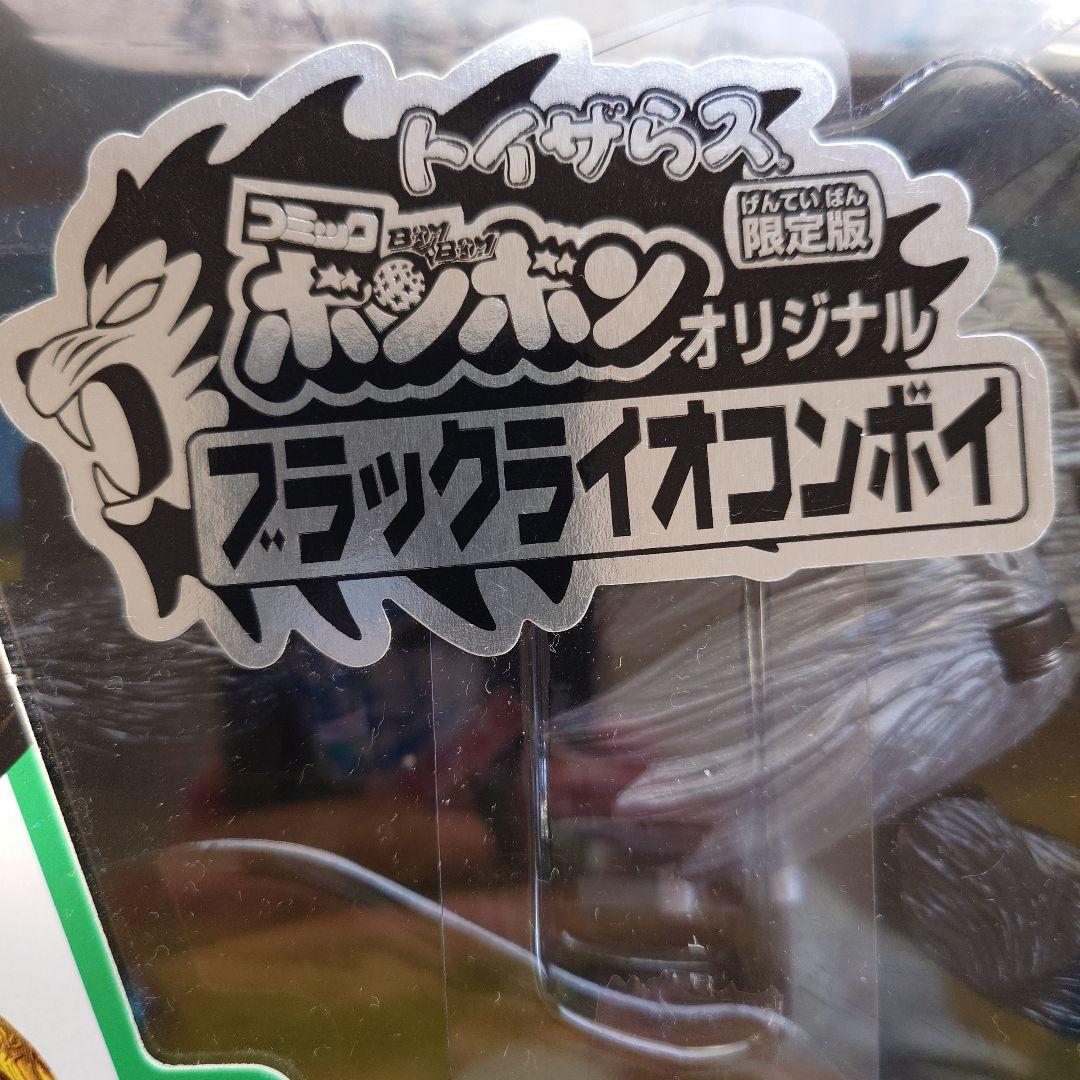 トイザらス®
コミック BOM BOM
ボンボン
げんてい ばん
限定版
オリジナル
ブラックライオコンボイ